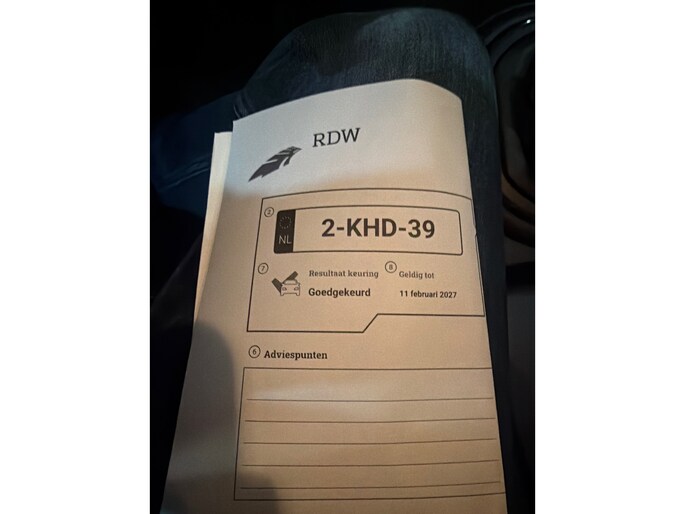 RDW
2
NL
2-KHD-39
7 Resultaat keuring
Goedgekeurd
8 Geldig tot
11 februari 2027
6 Adviespunten